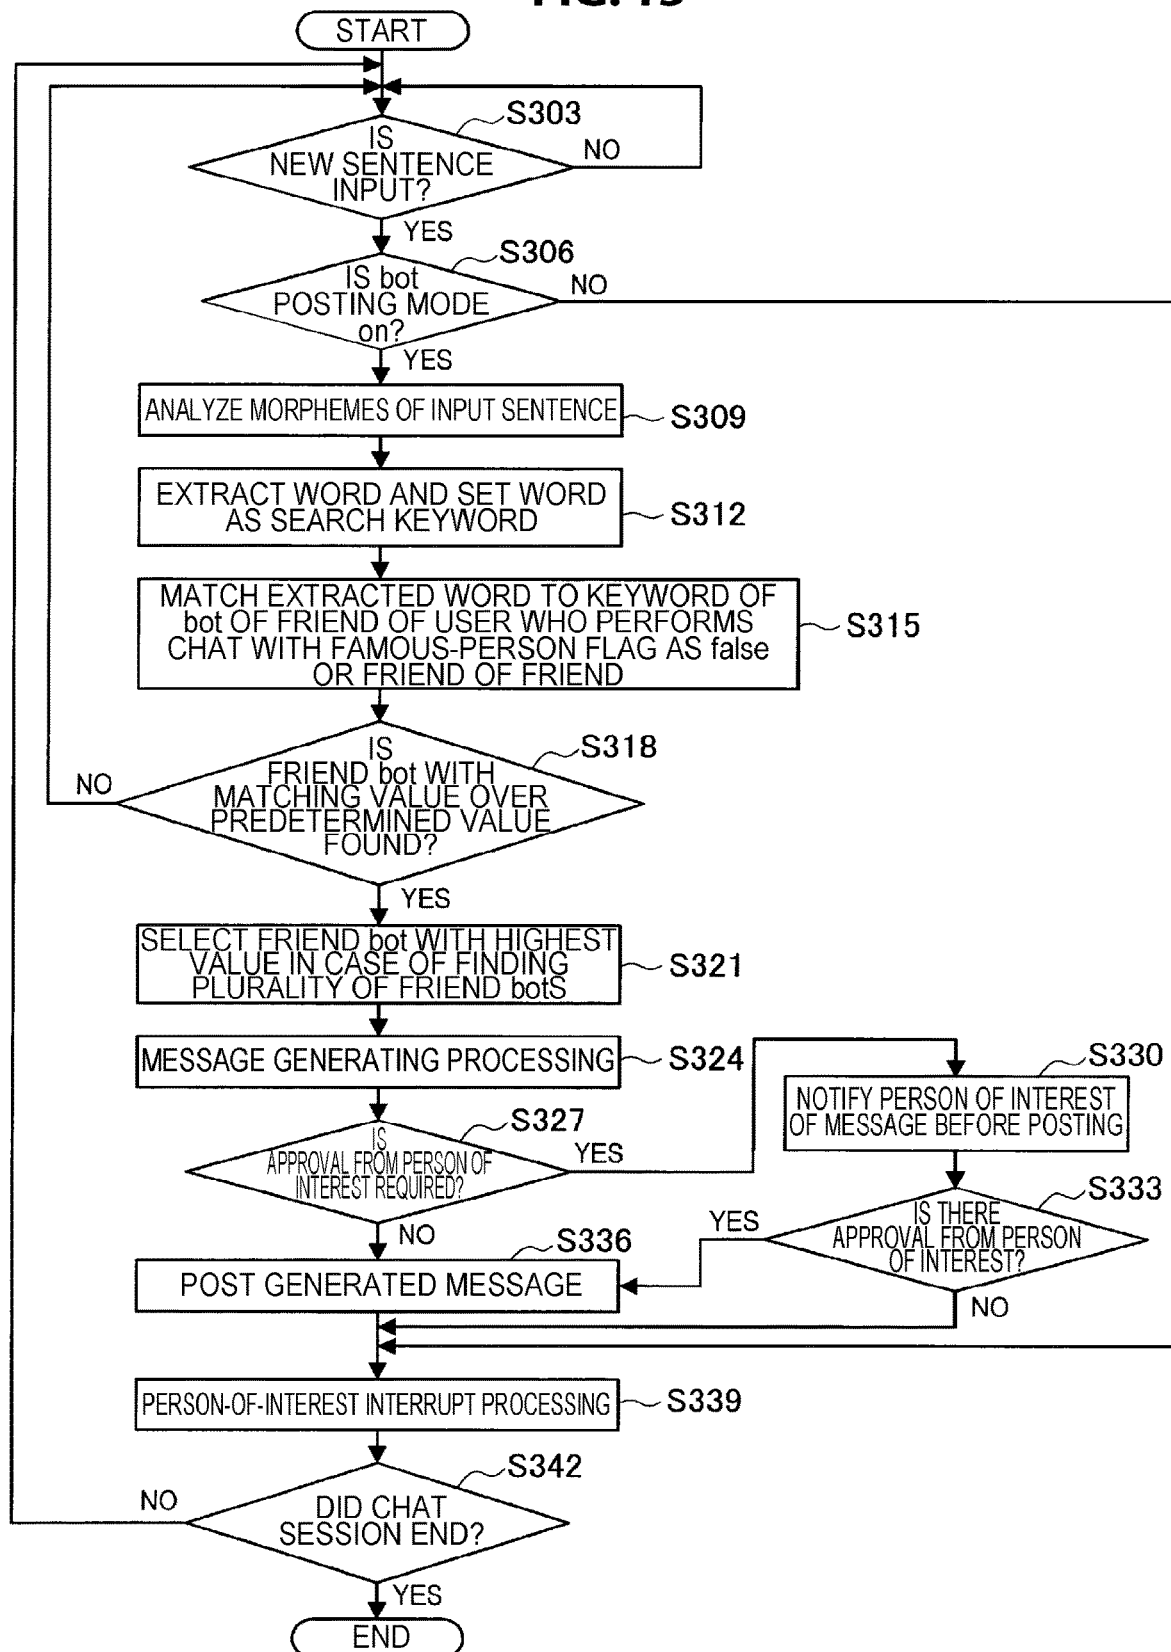 FIG. 15
START
S303
IS
NEW SENTENCE
INPUT?
NO
YES
S306
IS bot
POSTING MODE
on?
NO
YES
ANALYZE MORPHEMES OF INPUT SENTENCE
S309
EXTRACT WORD AND SET WORD
AS SEARCH KEYWORD
S312
MATCH EXTRACTED WORD TO KEYWORD OF
bot OF FRIEND OF USER WHO PERFORMS
CHAT WITH FAMOUS-PERSON FLAG AS false
OR FRIEND OF FRIEND
S315
S318
IS
FRIEND bot WITH
MATCHING VALUE OVER
PREDETERMINED VALUE
FOUND?
NO
YES
SELECT FRIEND bot WITH HIGHEST
VALUE IN CASE OF FINDING
PLURALITY OF FRIEND botS
S321
MESSAGE GENERATING PROCESSING
S324
S327
IS
APPROVAL FROM PERSON OF
INTEREST REQUIRED?
YES
NO
S330
NOTIFY PERSON OF INTEREST
OF MESSAGE BEFORE POSTING
S333
IS THERE
APPROVAL FROM PERSON
OF INTEREST?
YES
NO
S336
POST GENERATED MESSAGE
PERSON-OF-INTEREST INTERRUPT PROCESSING
S339
S342
DID CHAT
SESSION END?
NO
YES
END